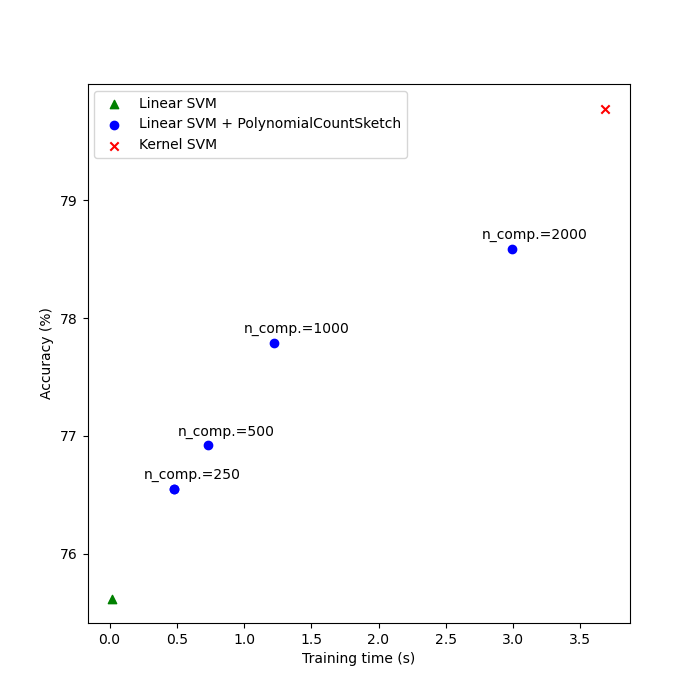 Linear SVM
Linear SVM + PolynomialCountSketch
Kernel SVM
79
n_comp.=2000
78
n_comp.=1000
Accuracy (%)
77
n_comp.=500
n_comp.=250
76
0.0 0.5 1.0 1.5 2.0 2.5 3.0 3.5
Training time (s)